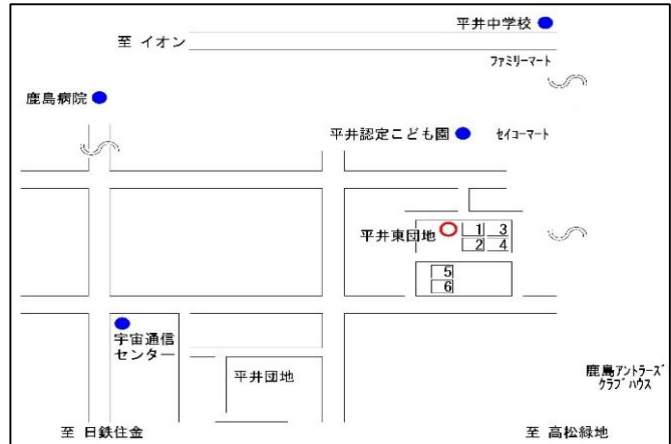 平井中学校
至 イオン
ファミリーマート
鹿島病院
平井認定こども園
セイコーマート
平井東団地
1 3
2 4
5
6
宇宙通信
センター
平井団地
鹿島アントラーズ
クラブハウス
至 日鉄住金
至 高松緑地